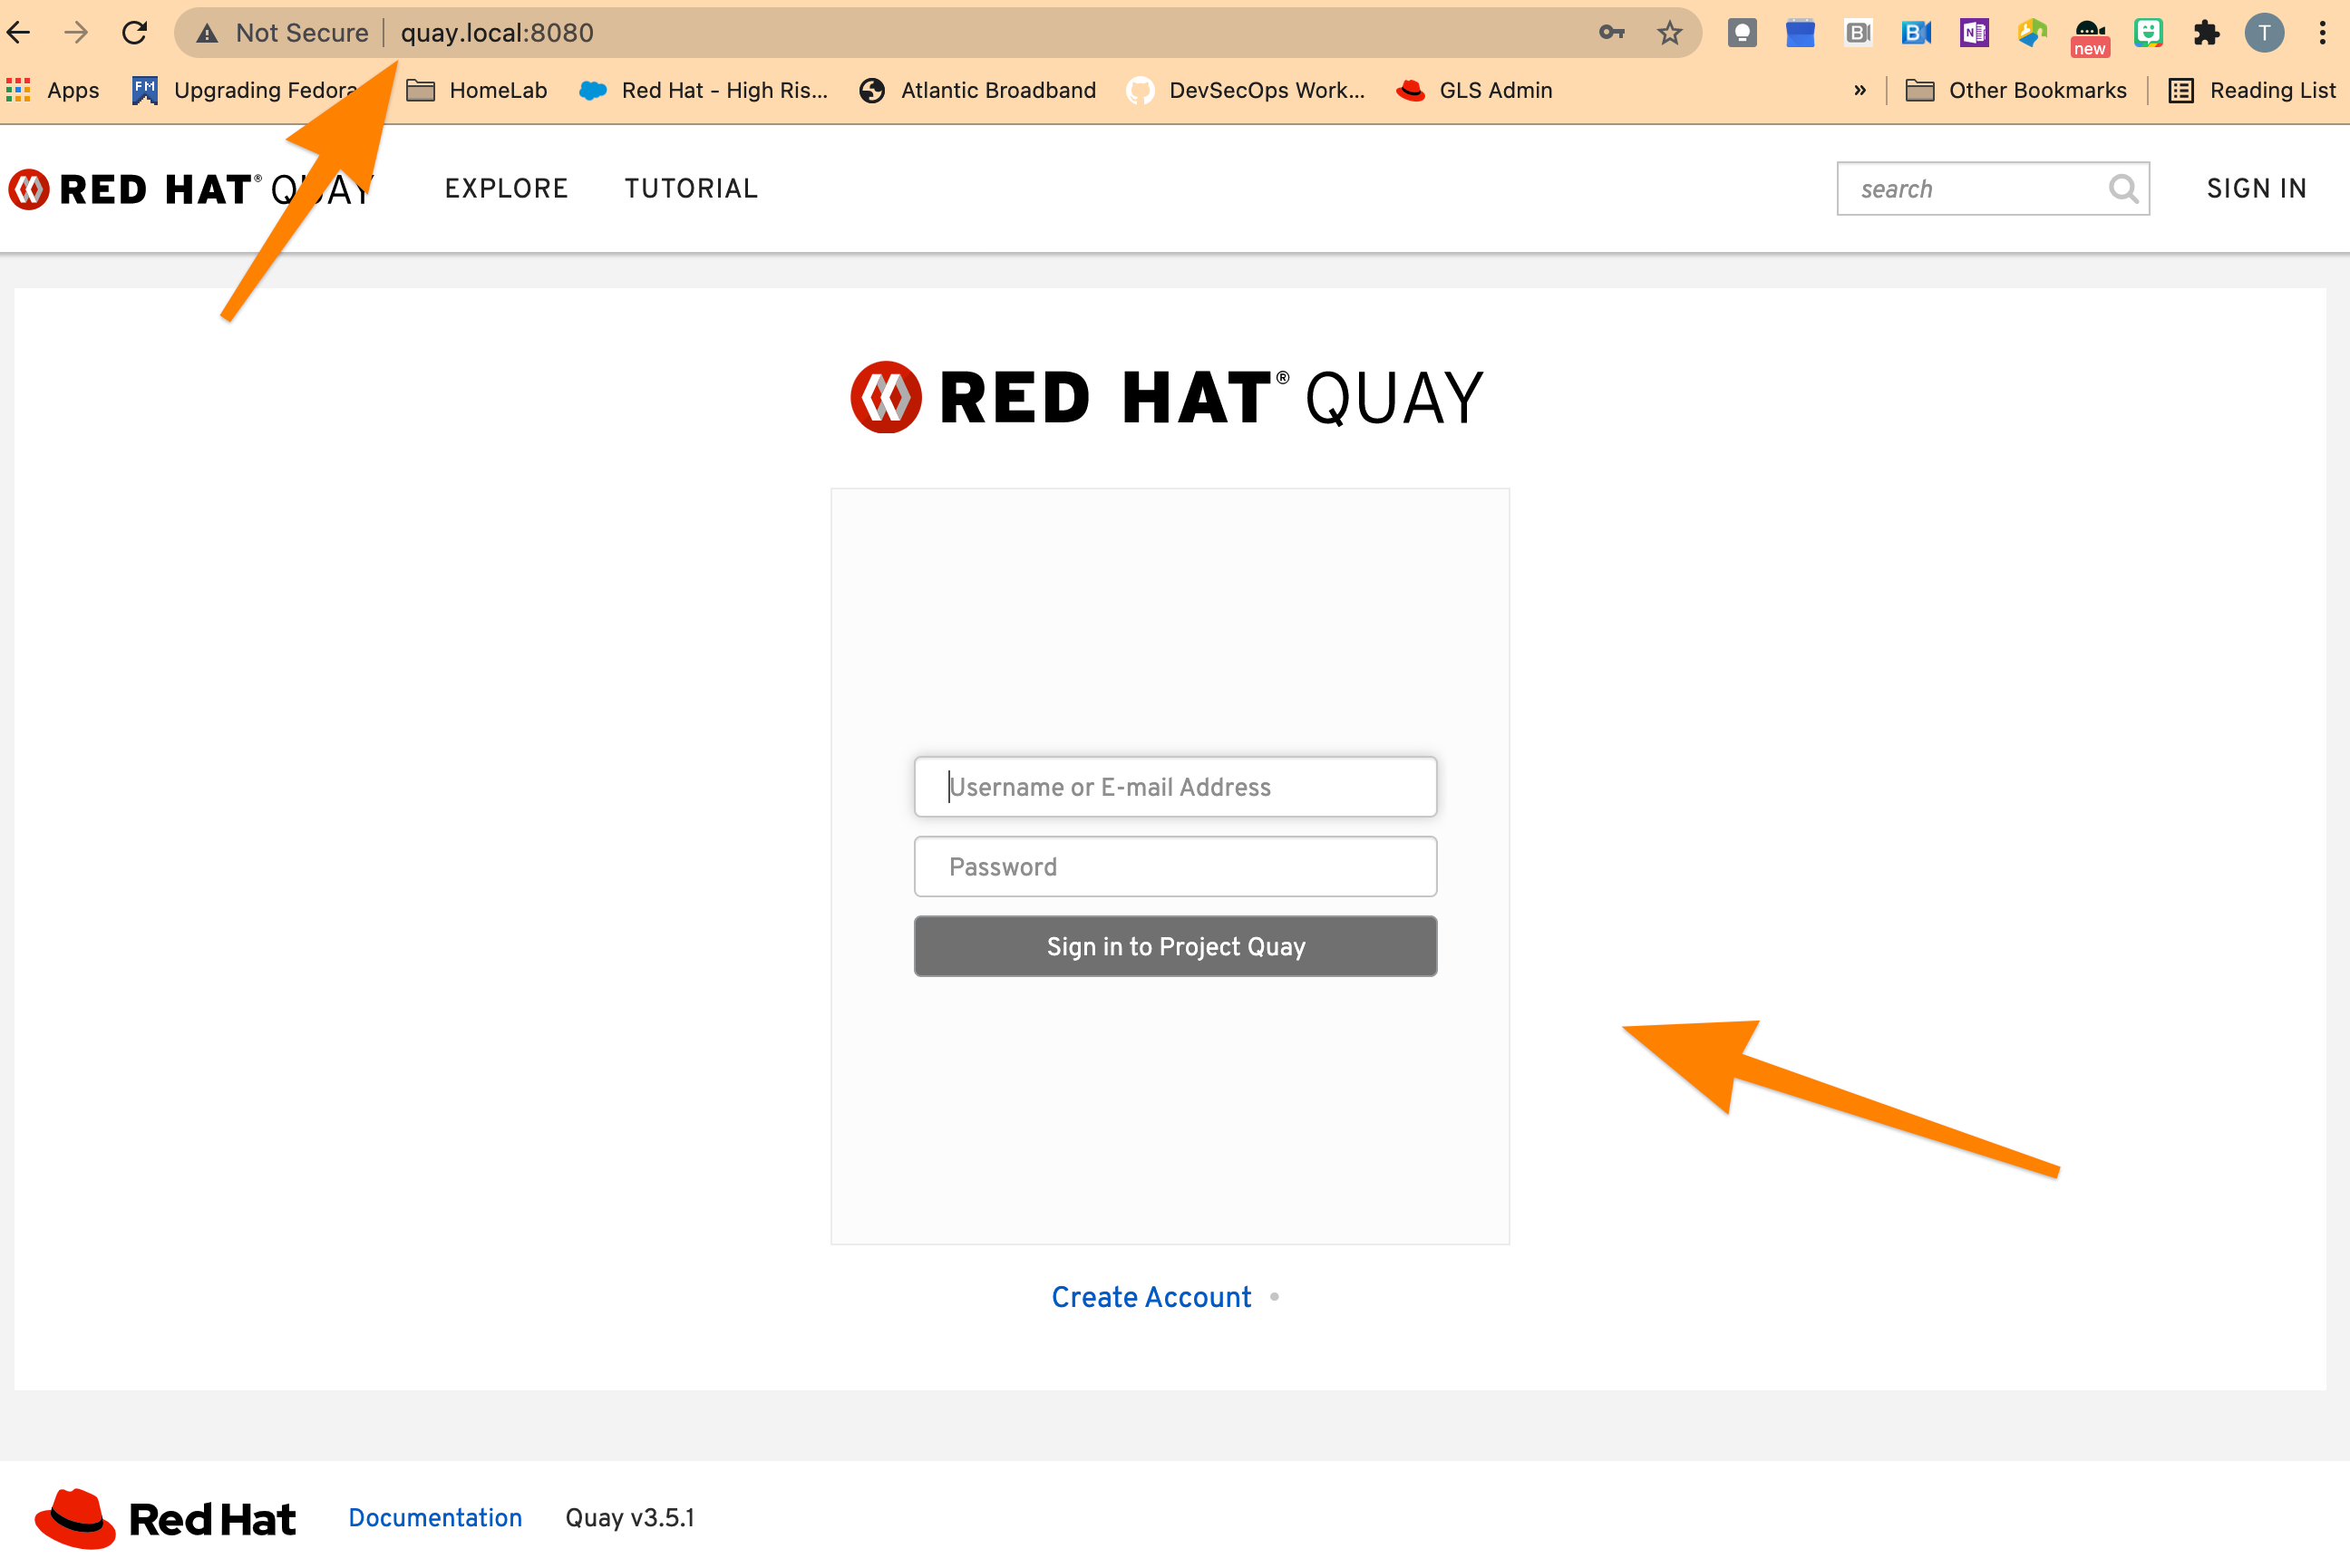 Not Secure quay.local:8080
new
T
Apps FM Upgrading Fedora HomeLab Red Hat - High Ris... Atlantic Broadband DevSecOps Work... GLS Admin » Other Bookmarks Reading List
RED HAT® QUAY EXPLORE TUTORIAL search SIGN IN
RED HAT® QUAY
Username or E-mail Address
Password
Sign in to Project Quay
Create Account
Red Hat Documentation Quay v3.5.1